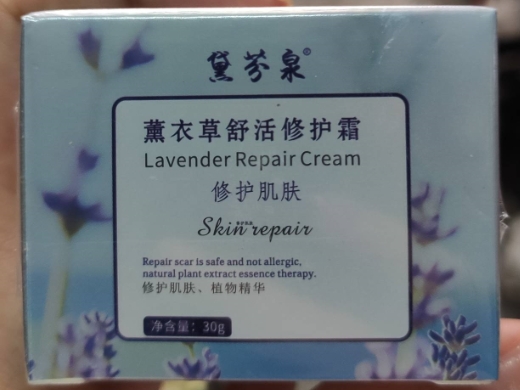 黛芬泉®
薰衣草舒活修护霜
Lavender Repair Cream
修护肌肤
Skin repair
Repair scar is safe and not allergic,
natural plant extract essence therapy.
修护肌肤、植物精华
净含量：30g